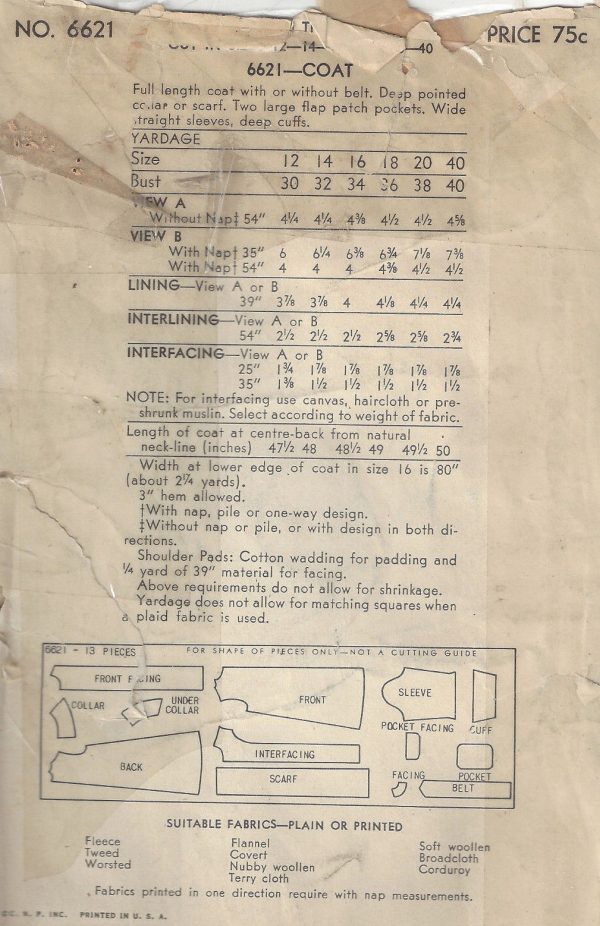 NO. 6621
PRICE 75c
12—14— —40
6621—COAT
Full length coat with or without belt. Deep pointed
collar or scarf. Two large flap patch pockets. Wide
straight sleeves, deep cuffs.
YARDAGE
Size 12 14 16 18 20 40
Bust 30 32 34 36 38 40
VIEW A
Without Nap‡ 54" 4¼ 4¼ 4⅜ 4½ 4½ 4⅝
VIEW B
With Nap† 35" 6 6¼ 6⅜ 6¾ 7⅛ 7⅜
With Nap† 54" 4 4 4 4⅜ 4½ 4½
LINING—View A or B
39" 3⅞ 3⅞ 4 4⅛ 4¼ 4¼
INTERLINING—View A or B
54" 2½ 2½ 2½ 2⅝ 2⅝ 2¾
INTERFACING—View A or B
25" 1¾ 1⅞ 1⅞ 1⅞ 1⅞ 1⅞
35" 1⅜ 1½ 1½ 1½ 1½ 1½
NOTE: For interfacing use canvas, haircloth or pre-
shrunk muslin. Select according to weight of fabric.
Length of coat at centre-back from natural
neck-line (inches) 47½ 48 48½ 49 49½ 50
Width at lower edge of coat in size 16 is 80"
(about 2¼ yards).
3" hem allowed.
†With nap, pile or one-way design.
‡Without nap or pile, or with design in both di-
rections.
Shoulder Pads: Cotton wadding for padding and
¼ yard of 39" material for facing.
Above requirements do not allow for shrinkage.
Yardage does not allow for matching squares when
a plaid fabric is used.
6621 - 13 PIECES FOR SHAPE OF PIECES ONLY—NOT A CUTTING GUIDE
FRONT FACING
COLLAR
UNDER
COLLAR
FRONT
SLEEVE
CUFF
POCKET FACING
BACK
INTERFACING
SCARF
FACING
POCKET
BELT
SUITABLE FABRICS—PLAIN OR PRINTED
Fleece Flannel Soft woollen
Tweed Covert Broadcloth
Worsted Nubby woollen Corduroy
Terry cloth
Fabrics printed in one direction require with nap measurements.
N. P. INC. PRINTED IN U. S. A.